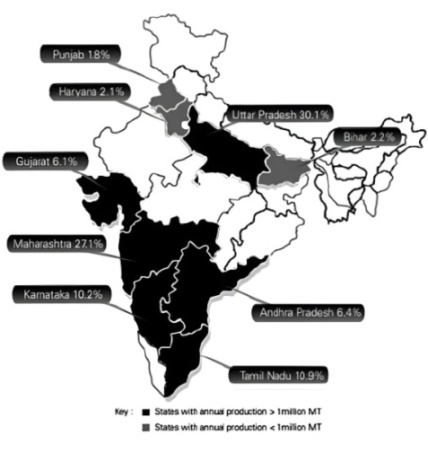 Punjab 1.8%
Haryana 2.1%
Uttar Pradesh 30.1%
Bihar 2.2%
Gujarat 6.1%
Maharashtra 27.1%
Karnataka 10.2%
Andhra Pradesh 6.4%
Tamil Nadu 10.9%
Key : States with annual production > 1million MT
States with annual production < 1million MT